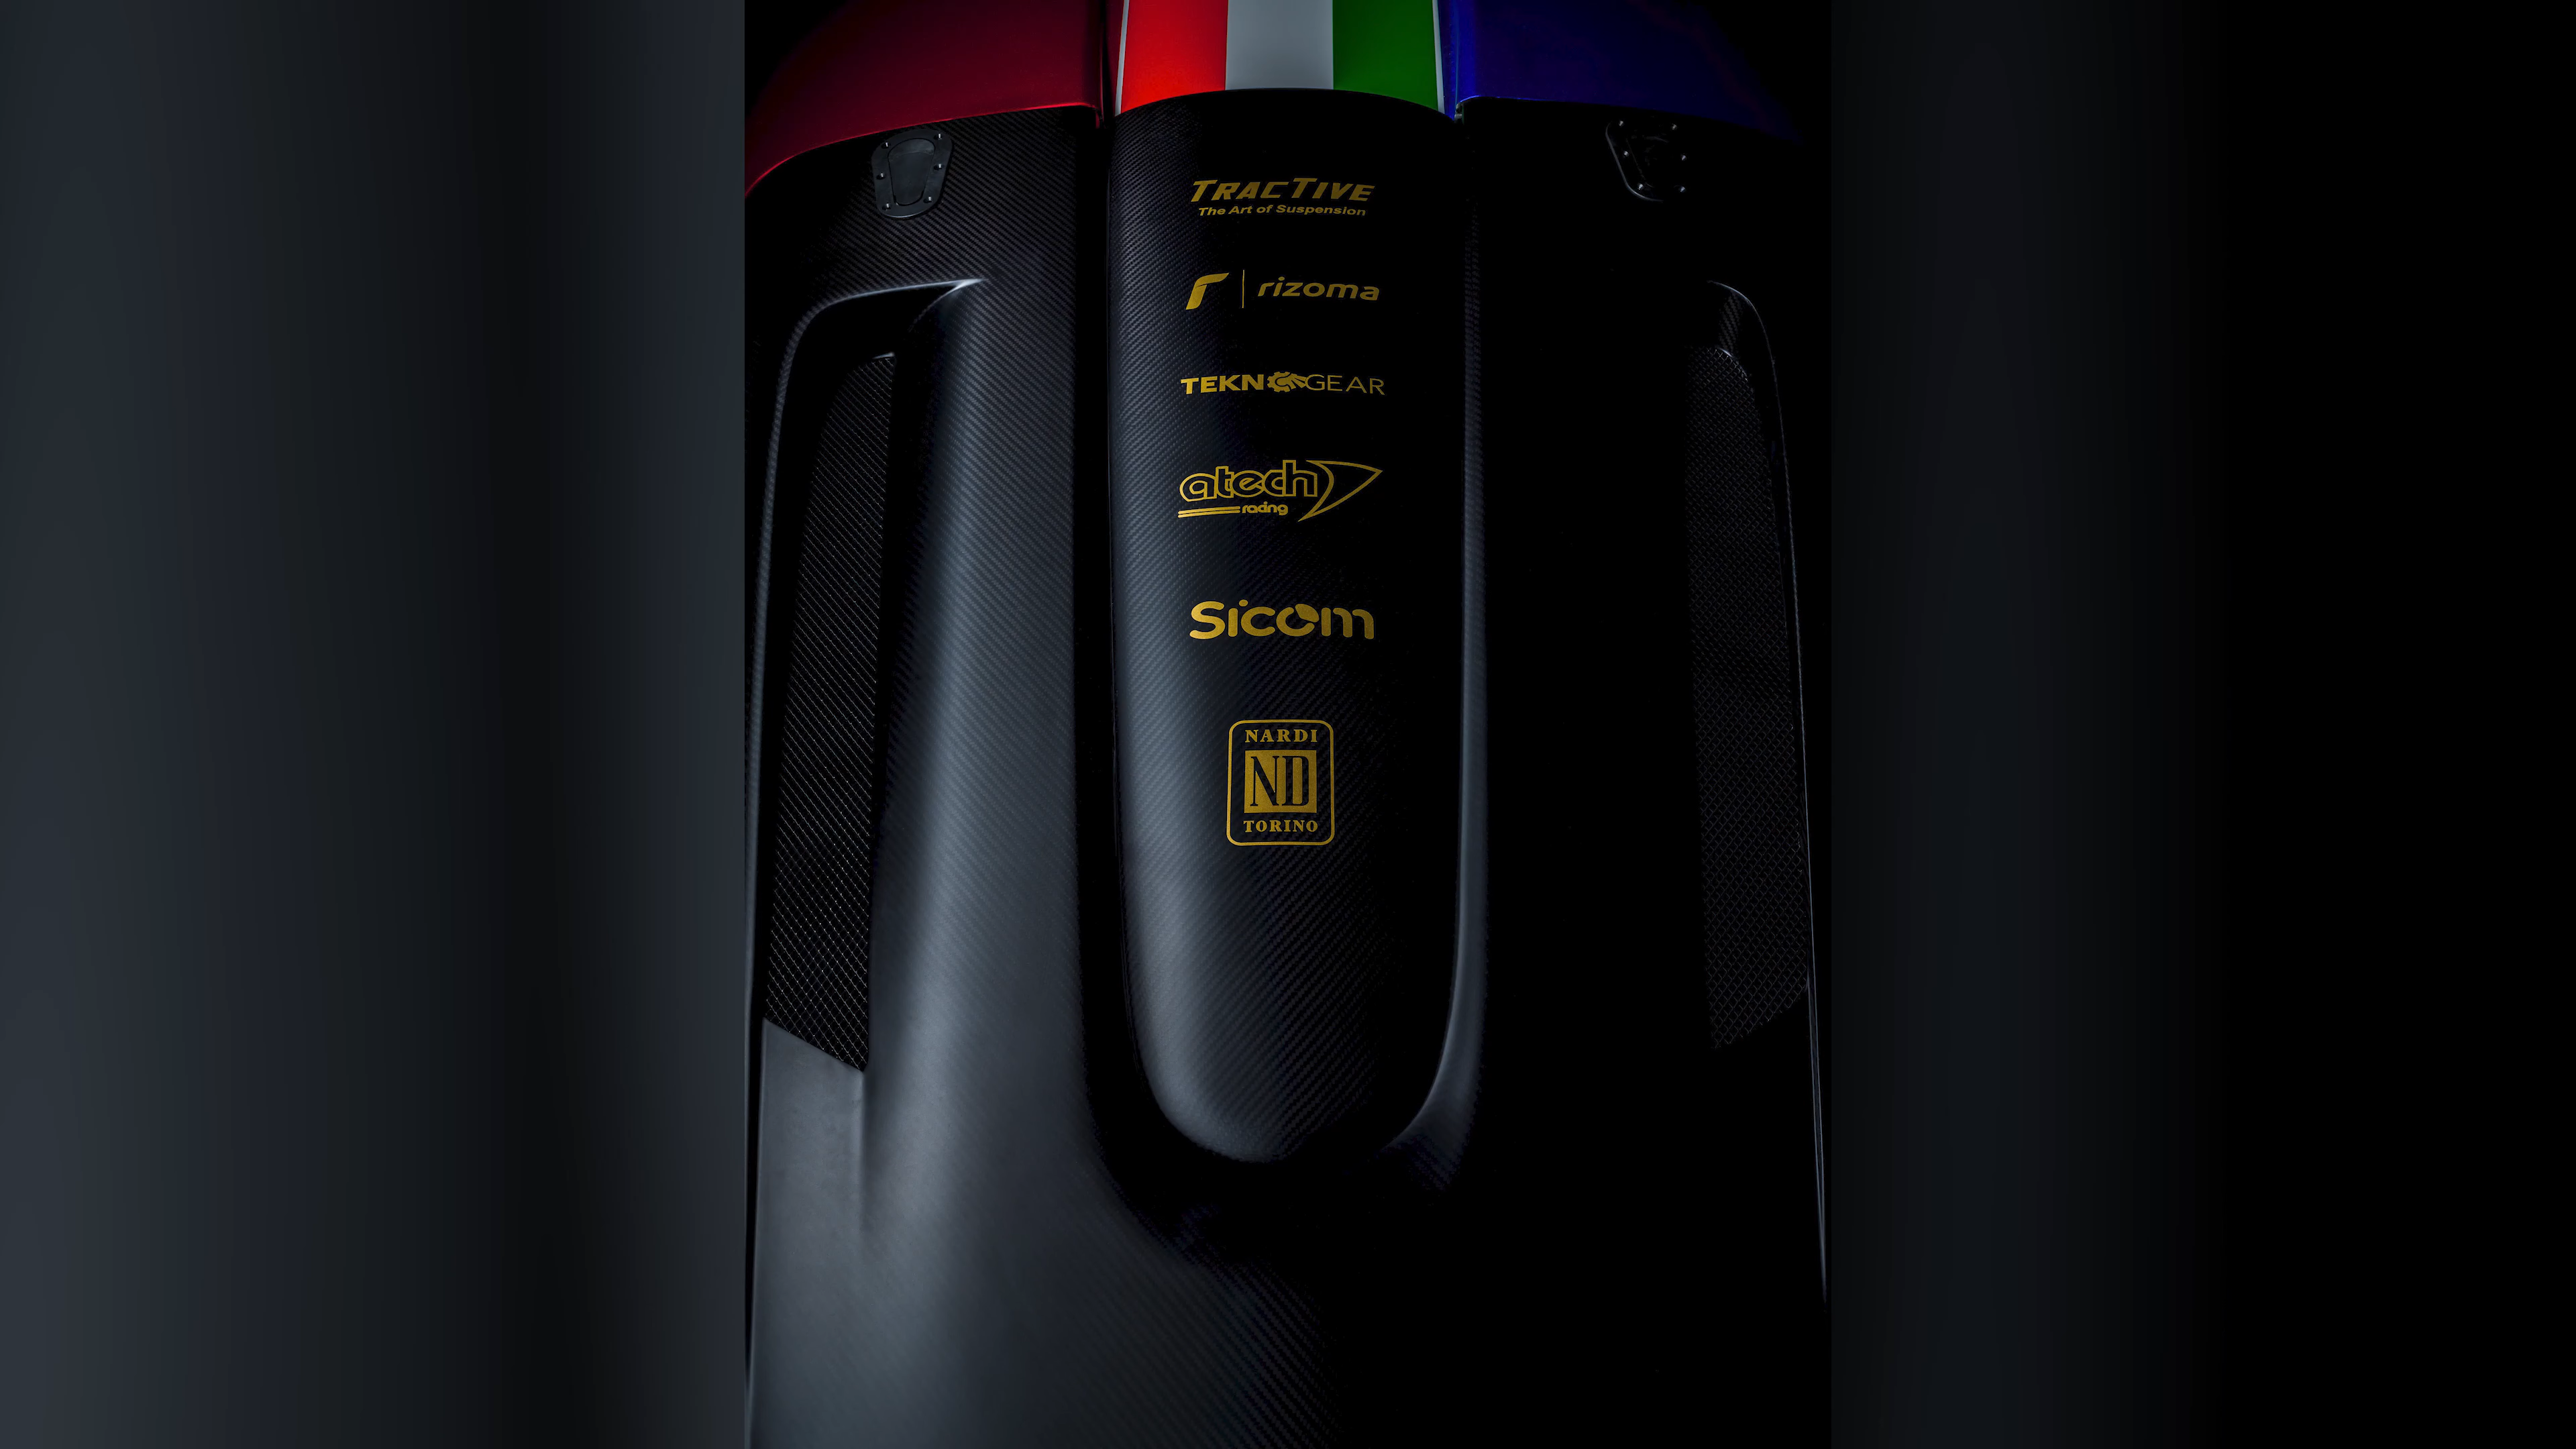 TRACTIVE
The Art of Suspension
r | rizoma
TEKNOGEAR
atech
racing
Sicom
NARDI
ND
TORINO